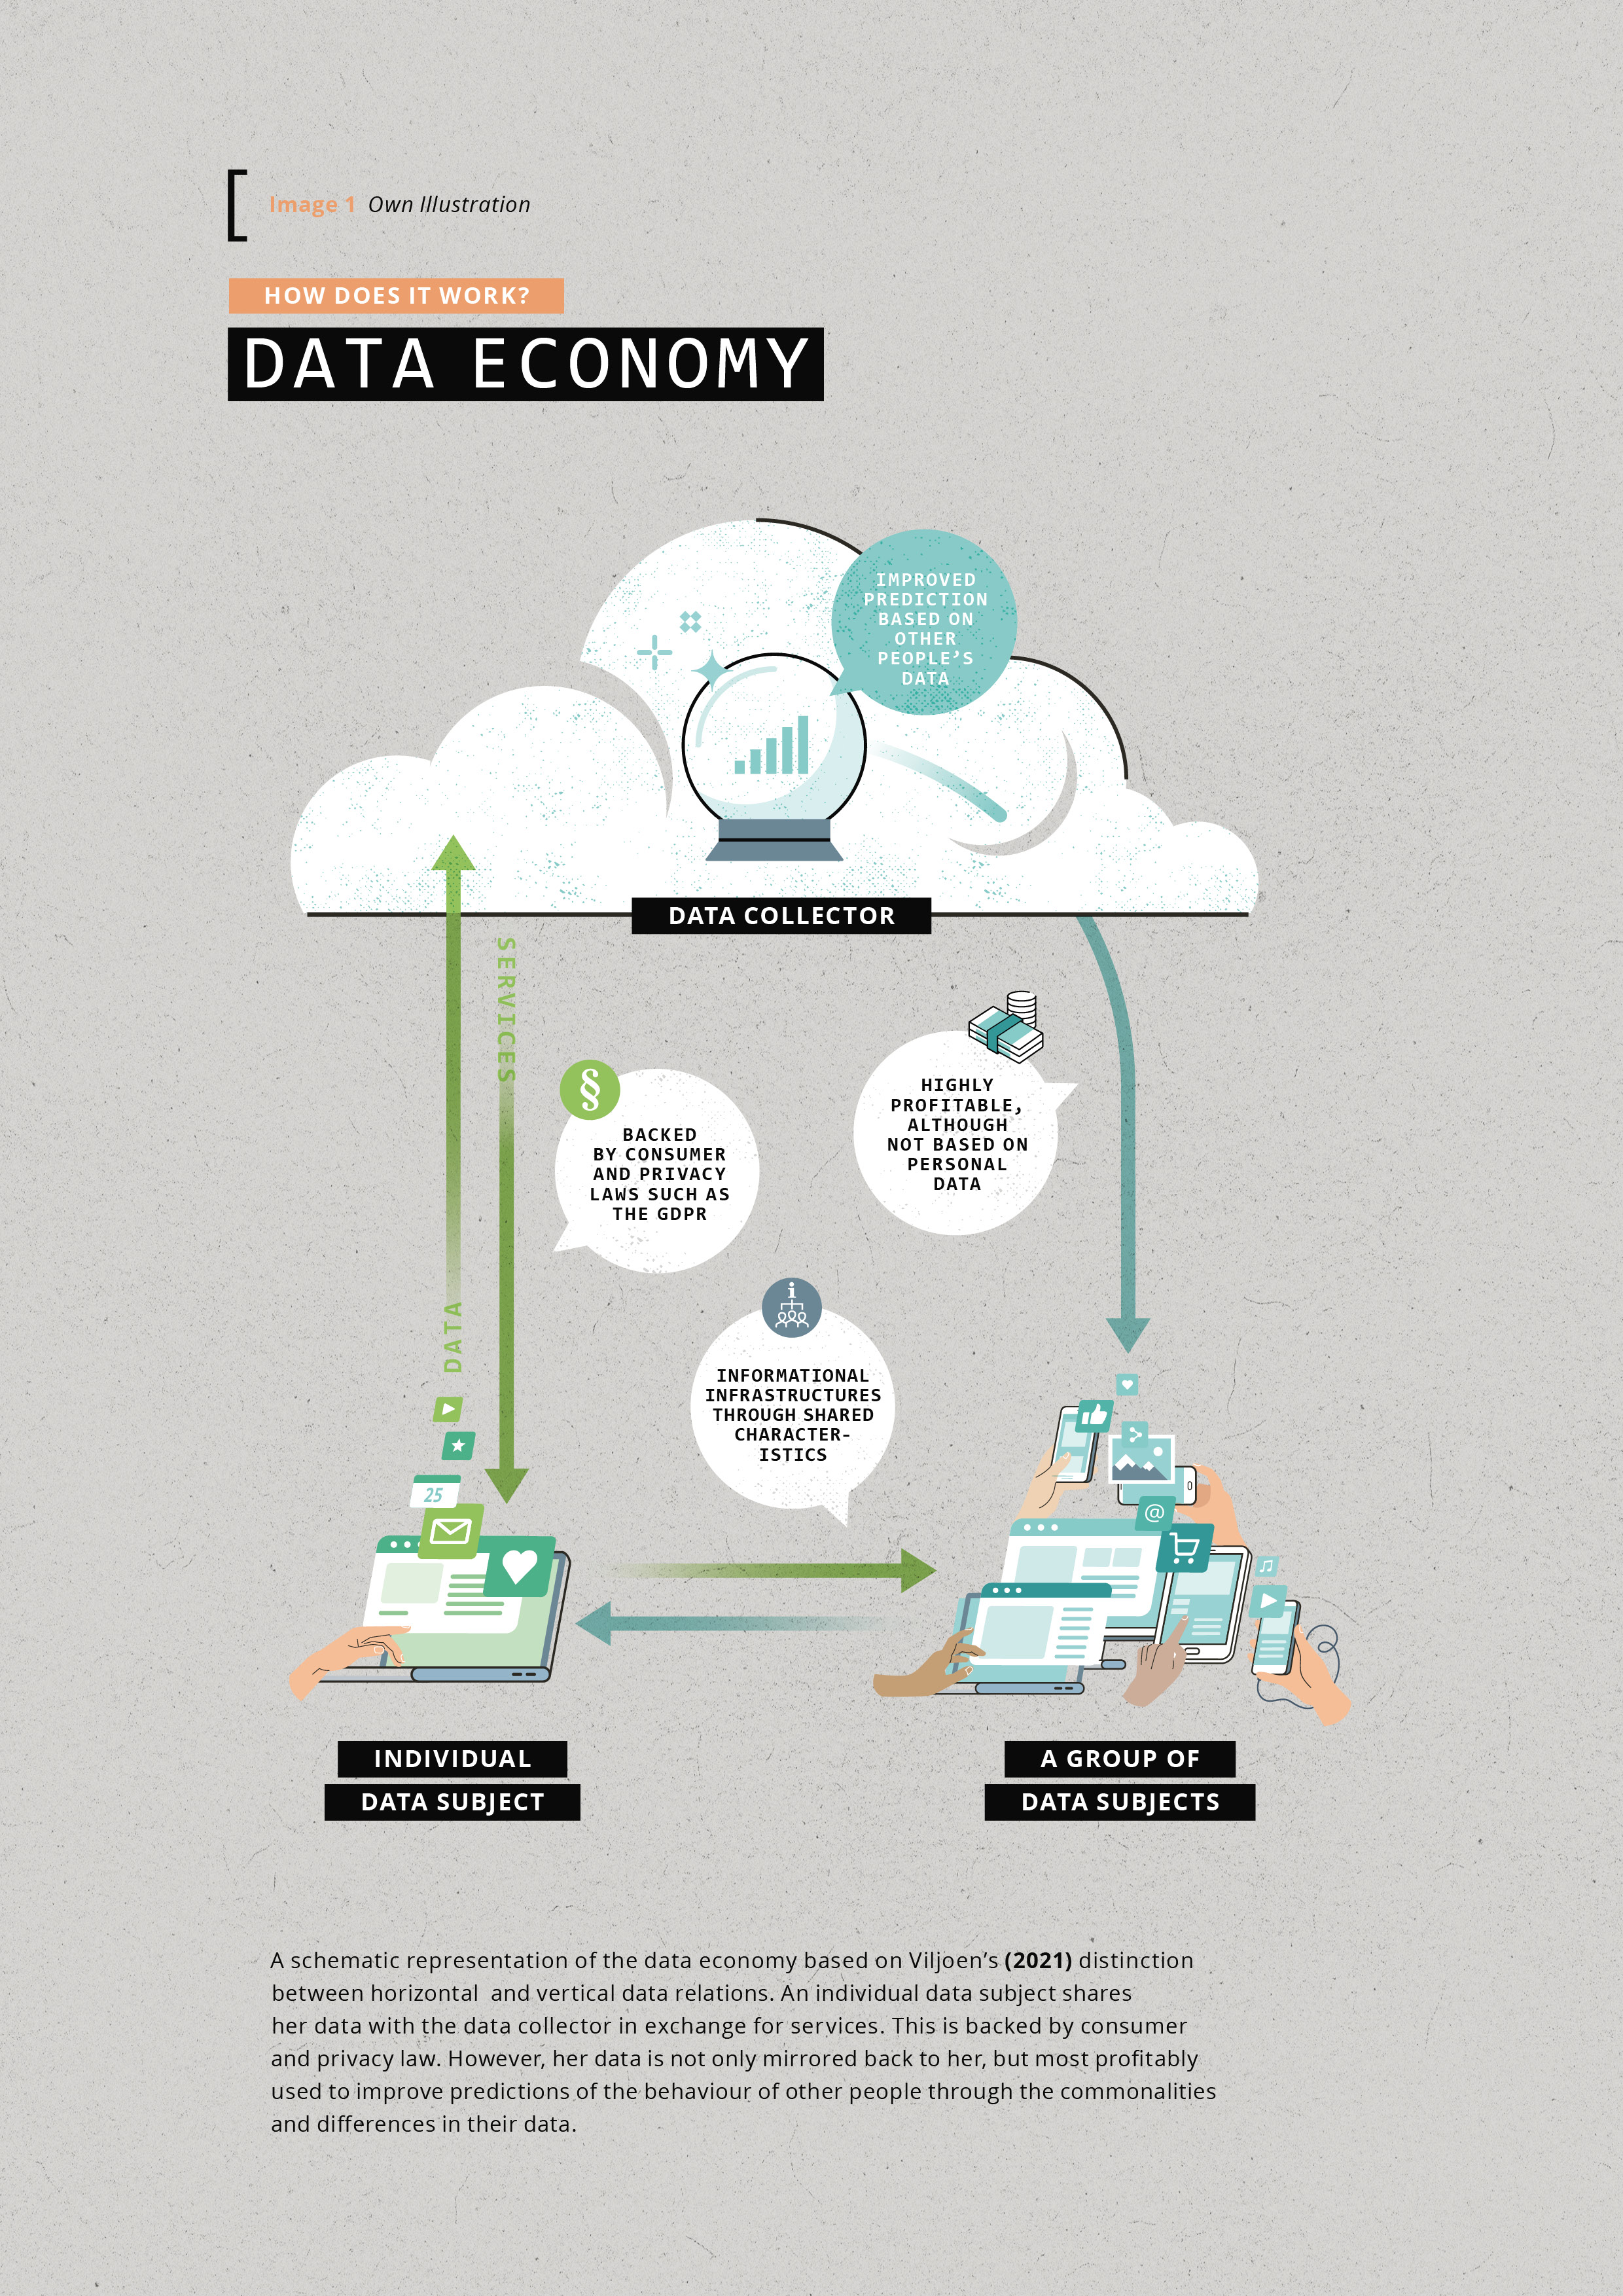 Image 1 Own Illustration
HOW DOES IT WORK?
DATA ECONOMY
IMPROVED
PREDICTION
BASED ON
OTHER
PEOPLE’S
DATA
DATA COLLECTOR
SERVICES
DATA
§
BACKED
BY CONSUMER
AND PRIVACY
LAWS SUCH AS
THE GDPR
HIGHLY
PROFITABLE,
ALTHOUGH
NOT BASED ON
PERSONAL
DATA
i
INFORMATIONAL
INFRASTRUCTURES
THROUGH SHARED
CHARACTER-
ISTICS
25
@
0
INDIVIDUAL
DATA SUBJECT
A GROUP OF
DATA SUBJECTS
A schematic representation of the data economy based on Viljoen’s (2021) distinction
between horizontal and vertical data relations. An individual data subject shares
her data with the data collector in exchange for services. This is backed by consumer
and privacy law. However, her data is not only mirrored back to her, but most profitably
used to improve predictions of the behaviour of other people through the commonalities
and differences in their data.